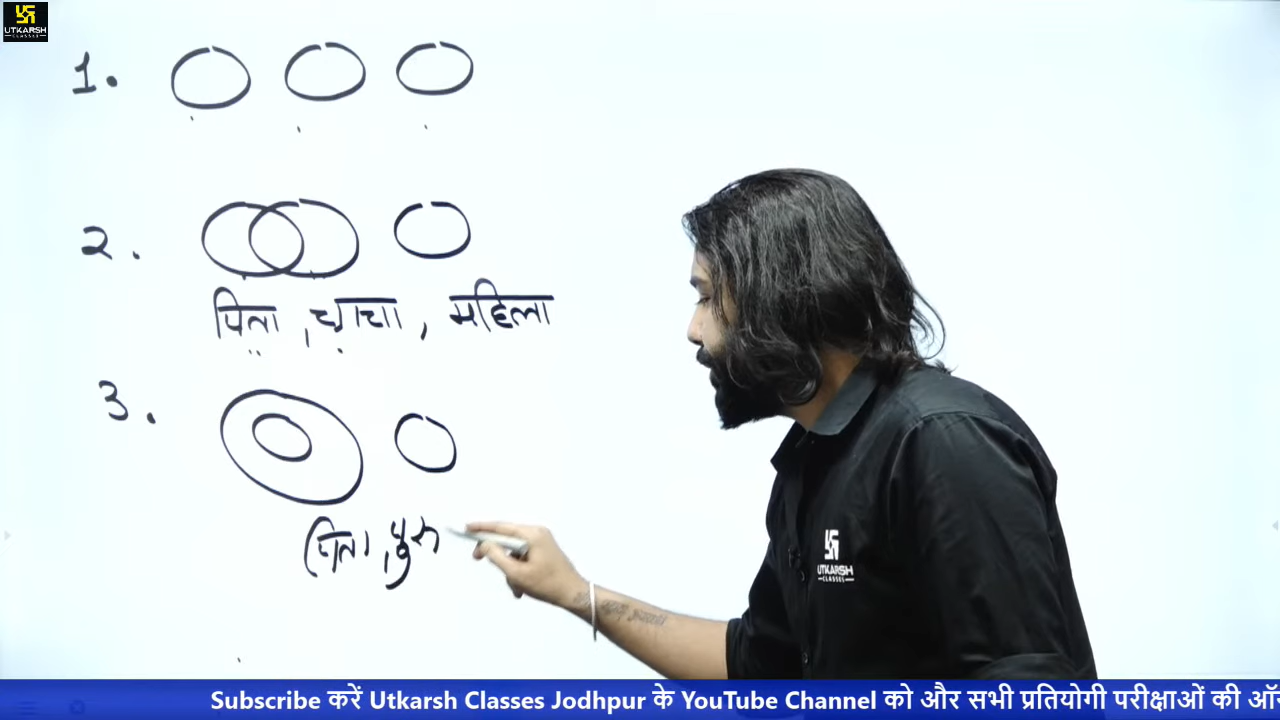 UTKARSH
CLASSES
1.
2.
पिता , चाचा , महिला
3.
पिता , पुरु
UTKARSH
CLASSES
Subscribe करें Utkarsh Classes Jodhpur के YouTube Channel को और सभी प्रतियोगी परीक्षाओं की ऑ